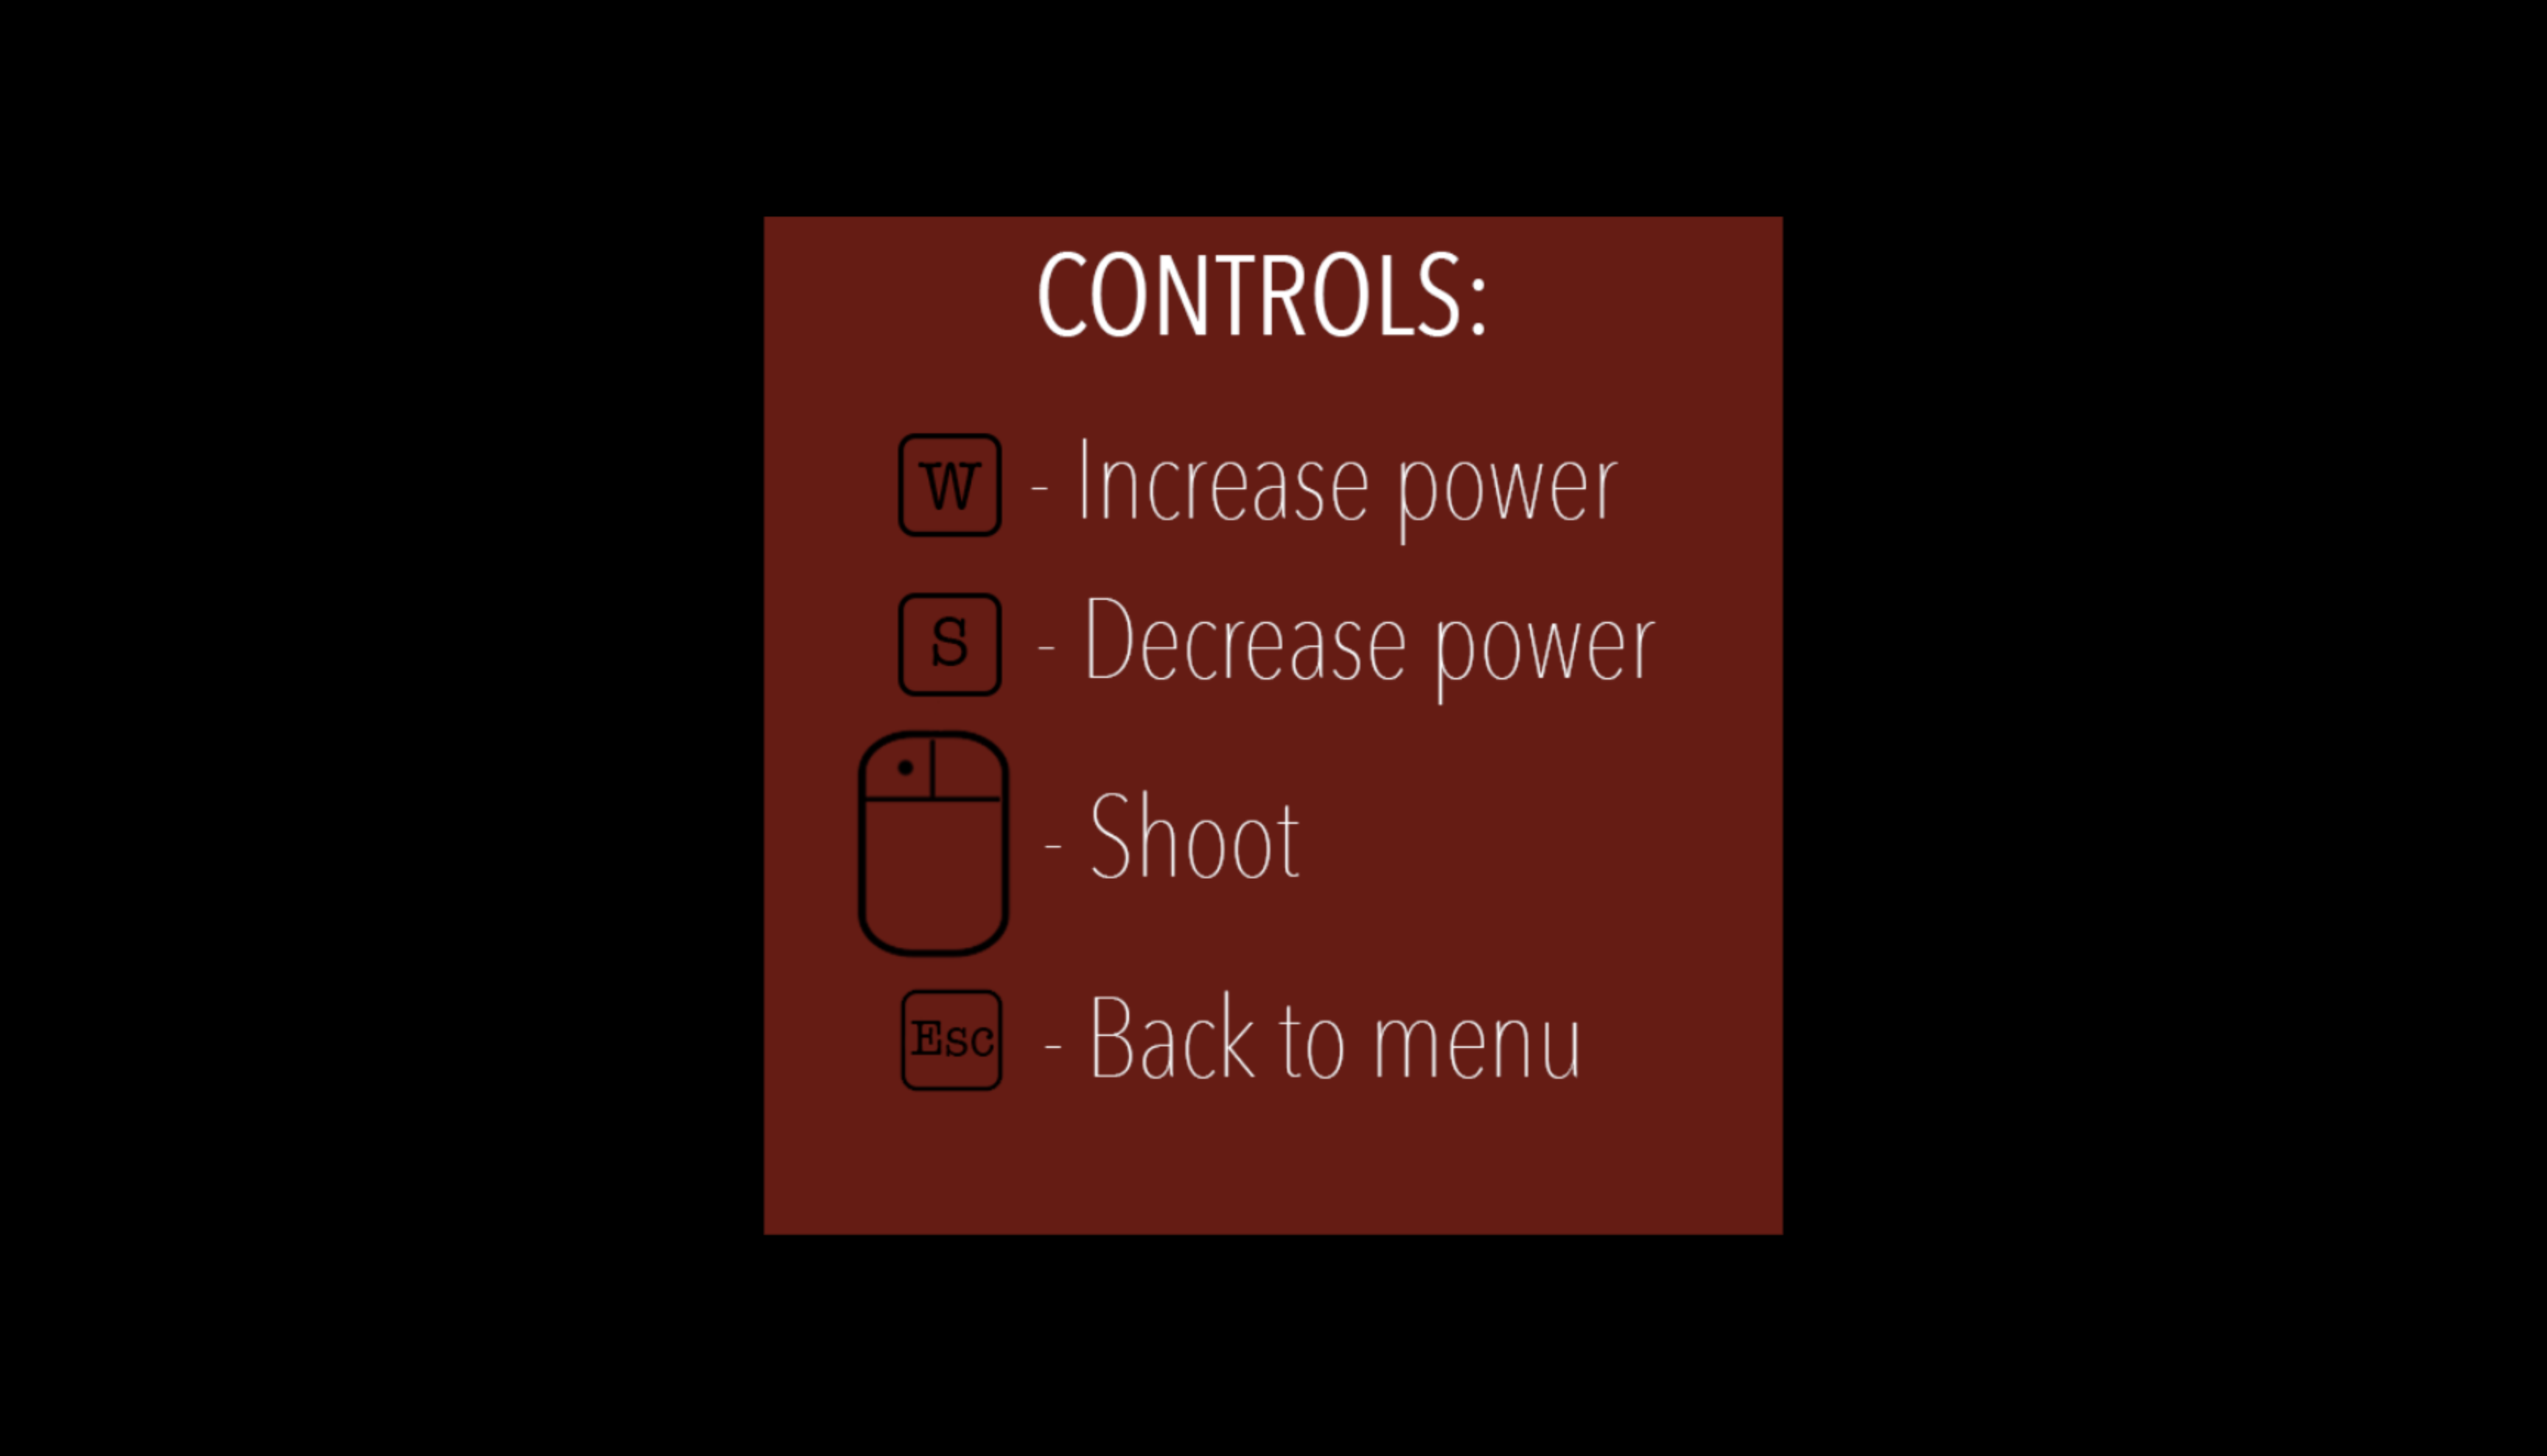 CONTROLS:
W - Increase power
S - Decrease power
- Shoot
Esc - Back to menu